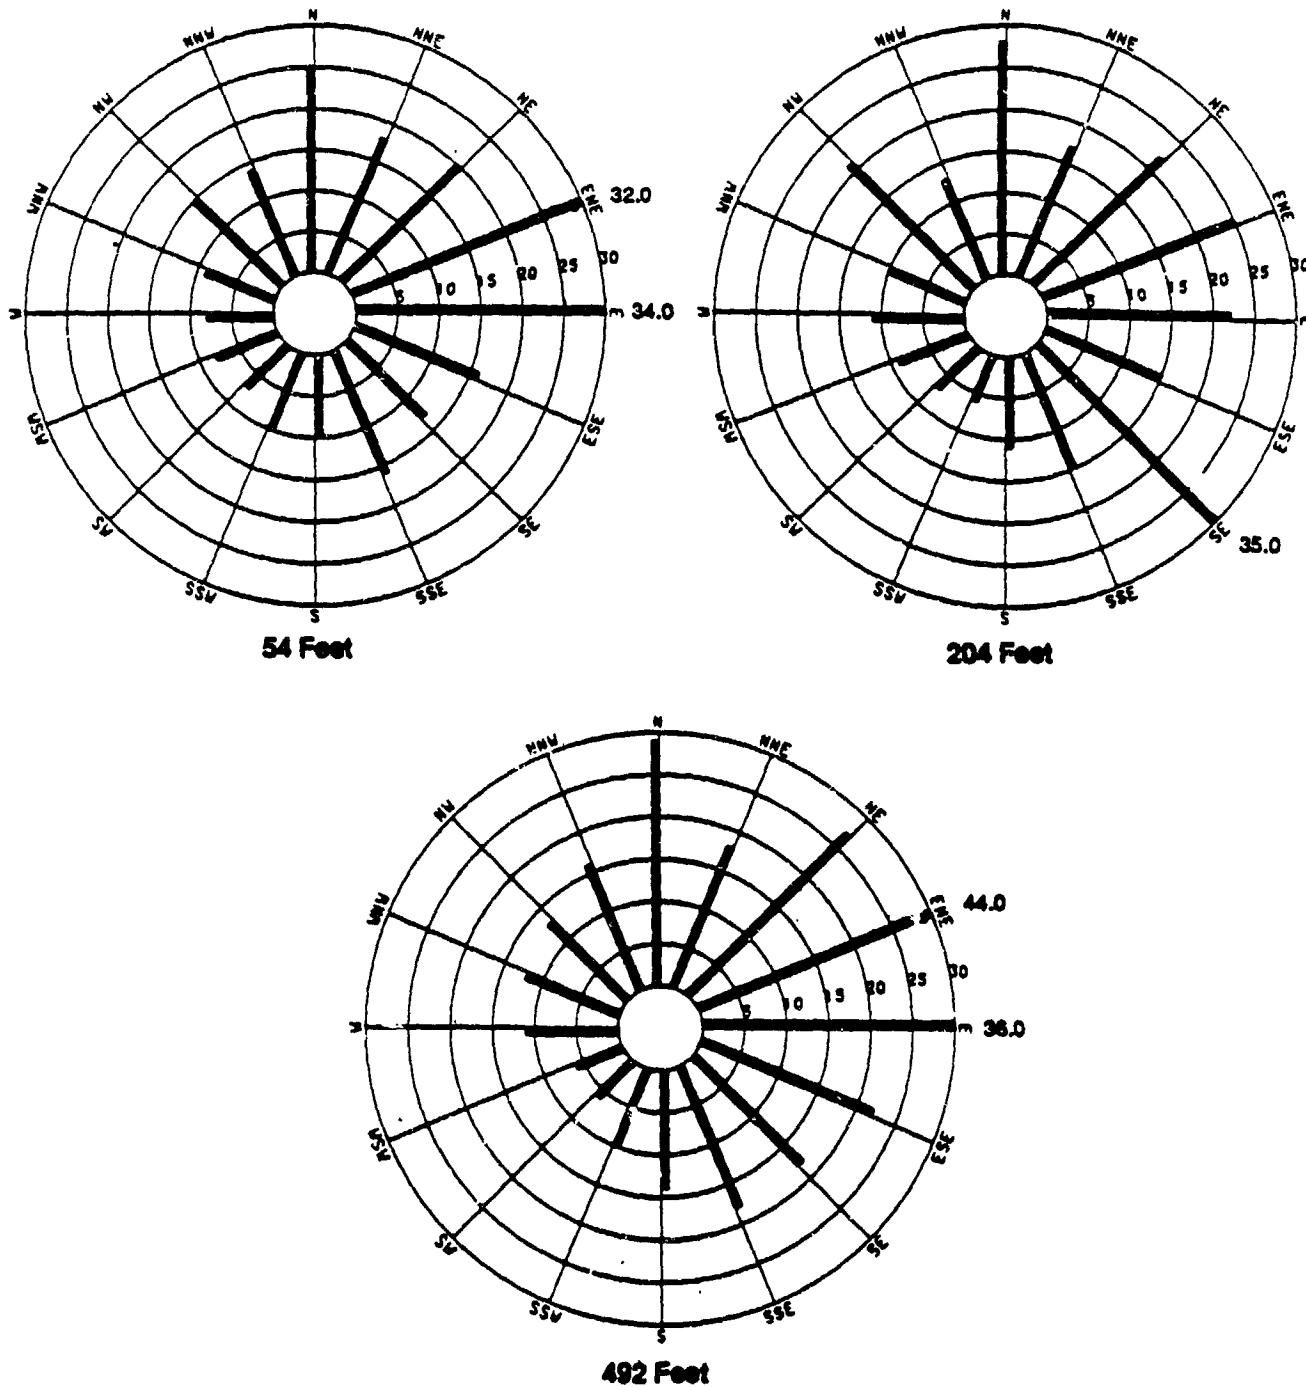 N
NNW NNE
NW NE
WNW ENE 32.0
5 10 15 20 25 30
W E 34.0
WSW ESE
SW SE
SSW SSE
S
54 Feet
N
NNW NNE
NW NE
WNW ENE
5 10 15 20 25 30
W E
WSW ESE
SW SE 35.0
SSW SSE
S
204 Feet
N
NNW NNE
NW NE
WNW ENE 44.0
5 10 15 20 25 30
W E 36.0
WSW ESE
SW SE
SSW SSE
S
492 Feet